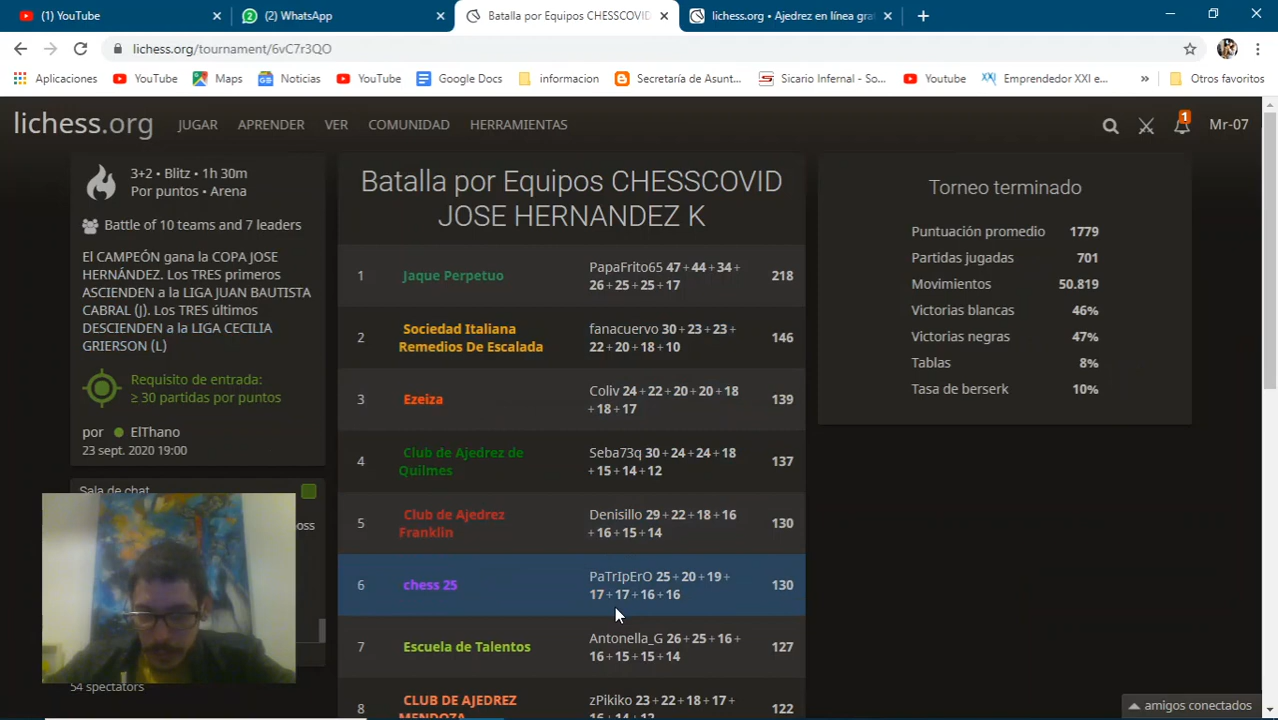 (1) YouTube
WhatsApp
Batalla por Equipos CHESSCOVID
lichess.org • Ajedrez en línea grat
lichess.org/tournament/6vC7r3QO
Aplicaciones
YouTube
Maps
Noticias
YouTube
Google Docs
informacion
Secretaría de Asunt...
Sicario Infernal - So...
Youtube
Emprendedor XXI e...
»
Otros favoritos
lichess.org
JUGAR
APRENDER
VER
COMUNIDAD
HERRAMIENTAS
1
Mr-07
3+2 • Blitz • 1h 30m
Por puntos • Arena
Battle of 10 teams and 7 leaders
El CAMPEÓN gana la COPA JOSE
HERNÁNDEZ. Los TRES primeros
ASCIENDEN a la LIGA JUAN BAUTISTA
CABRAL (J). Los TRES últimos
DESCIENDEN a la LIGA CECILIA
GRIERSON (L)
Requisito de entrada:
≥ 30 partidas por puntos
por ElThano
23 sept. 2020 19:00
Sala de chat
oss
54 spectators
Batalla por Equipos CHESSCOVID
JOSE HERNANDEZ K
1 Jaque Perpetuo PapaFrito65 47+44+34+ 218
26+25+25+17
2 Sociedad Italiana fanacuervo 30+23+23+ 146
Remedios De Escalada 22+20+18+10
3 Ezeiza Coliv 24+22+20+20+18 139
+18+17
4 Club de Ajedrez de Seba73q 30+24+24+18 137
Quilmes +15+14+12
5 Club de Ajedrez Denisillo 29+22+18+16 130
Franklin +16+15+14
6 chess 25 PaTrIpErO 25+20+19+ 130
17+17+16+16
7 Escuela de Talentos Antonella_G 26+25+16+ 127
16+15+15+14
8 CLUB DE AJEDREZ zPikiko 23+22+18+17+ 122
MENDOZA 16+14+12
Torneo terminado
Puntuación promedio 1779
Partidas jugadas 701
Movimientos 50.819
Victorias blancas 46%
Victorias negras 47%
Tablas 8%
Tasa de berserk 10%
amigos conectados